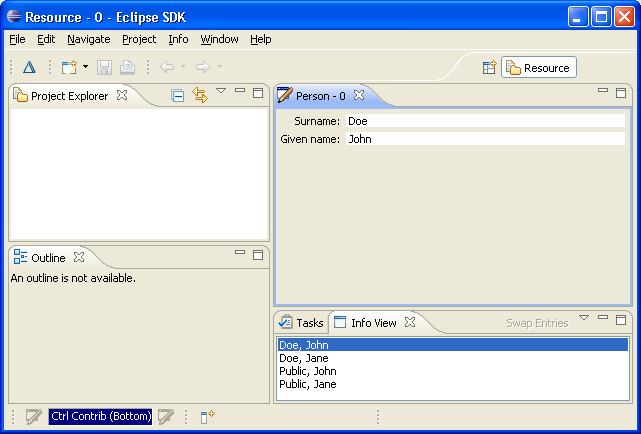 Resource - 0 - Eclipse SDK
File Edit Navigate Project Info Window Help
Resource
Project Explorer
Person - 0
Surname: Doe
Given name: John
Outline
An outline is not available.
Tasks Info View Swap Entries
Doe, John
Doe, Jane
Public, John
Public, Jane
Ctrl Contrib (Bottom)